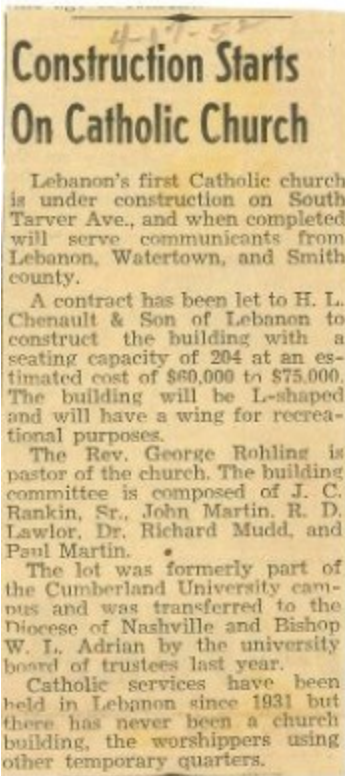 4-17-52
Construction Starts
On Catholic Church
Lebanon's first Catholic church
is under construction on South
Tarver Ave., and when completed
will serve communicants from
Lebanon, Watertown, and Smith
county.
A contract has been let to H. L.
Chenault & Son of Lebanon to
construct the building with a
seating capacity of 204 at an es-
timated cost of $60,000 to $75,000.
The building will be L-shaped
and will have a wing for recrea-
tional purposes.
The Rev. George Rohling is
pastor of the church. The building
committee is composed of J. C.
Rankin, Sr., John Martin, R. D.
Lawlor, Dr. Richard Mudd, and
Paul Martin.
The lot was formerly part of
the Cumberland University cam-
pus and was transferred to the
Diocese of Nashville and Bishop
W. L. Adrian by the university
board of trustees last year.
Catholic services have been
held in Lebanon since 1931 but
there has never been a church
building, the worshippers using
other temporary quarters.